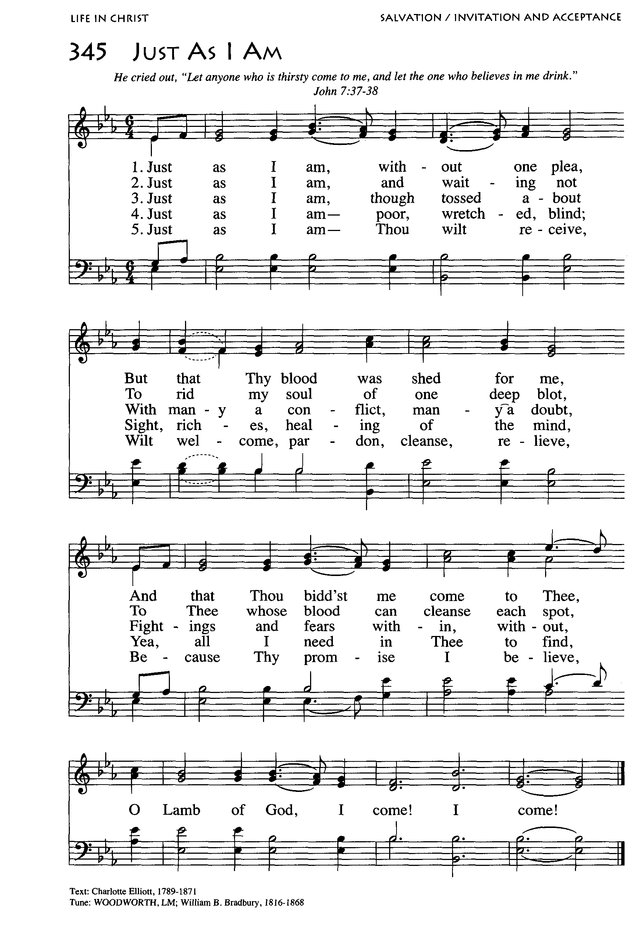 LIFE IN CHRIST
SALVATION / INVITATION AND ACCEPTANCE
345 JUST AS I AM
He cried out, “Let anyone who is thirsty come to me, and let the one who believes in me drink.”
John 7:37-38
1. Just as I am, with - out one plea,
2. Just as I am, and wait - ing not
3. Just as I am, though tossed a - bout
4. Just as I am— poor, wretch - ed, blind;
5. Just as I am— Thou wilt re - ceive,
But that Thy blood was shed for me,
To rid my soul of one deep blot,
With man - y a con - flict, man - y a doubt,
Sight, rich - es, heal - ing of the mind,
Wilt wel - come, par - don, cleanse, re - lieve,
And that Thou bidd'st me come to Thee,
To Thee whose blood can cleanse each spot,
Fight - ings and fears with - in, with - out,
Yea, all I need in Thee to find,
Be - cause Thy prom - ise I be - lieve,
O Lamb of God, I come! I come!
Text: Charlotte Elliott, 1789-1871
Tune: WOODWORTH, LM; William B. Bradbury, 1816-1868